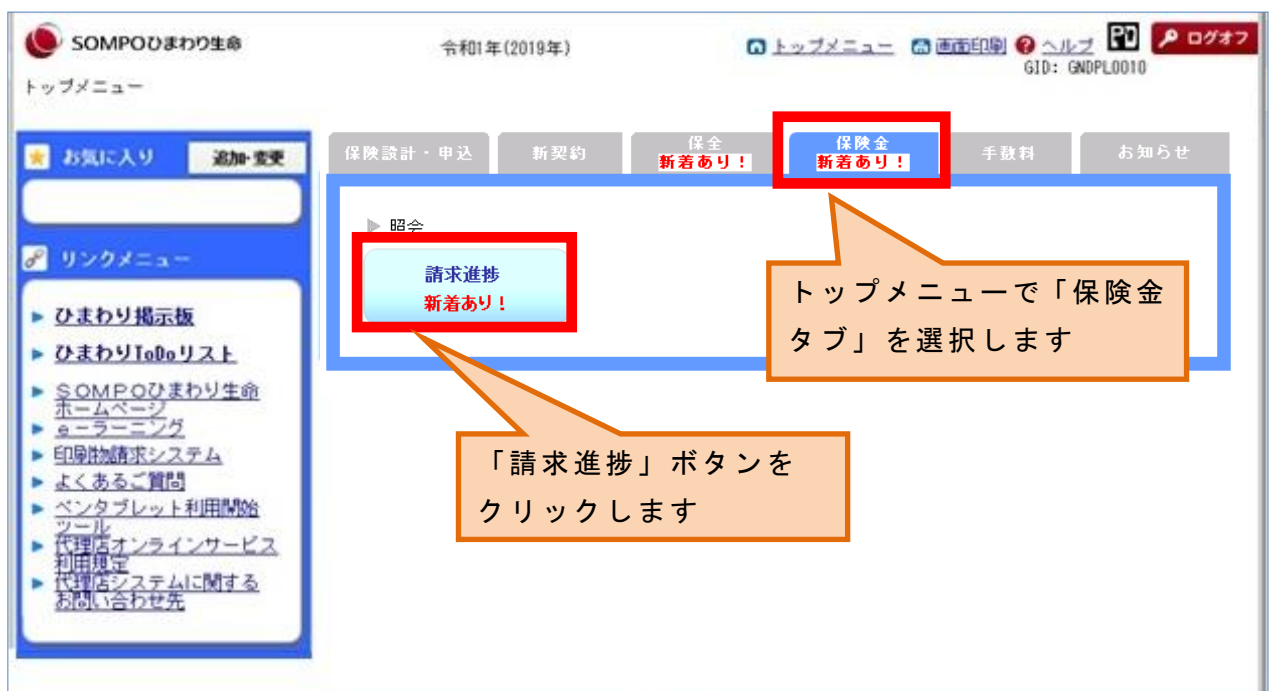 SOMPOひまわり生命
令和1年(2019年)
トップメニュー 画面印刷 ヘルプ PD ログオフ
GID: GNDPL0010
トップメニュー
お気に入り 追加・変更
保険設計・申込 新契約 保全 新着あり! 保険金 新着あり! 手数料 お知らせ
照会
請求進捗
新着あり!
トップメニューで「保険金
タブ」を選択します
「請求進捗」ボタンを
クリックします
リンクメニュー
ひまわり掲示板
ひまわりToDoリスト
SOMPOひまわり生命
ホームページ
e-ラーニング
印刷物請求システム
よくあるご質問
ペンタブレット利用開始
ツール
代理店オンラインサービス
利用規定
代理店システムに関する
お問い合わせ先